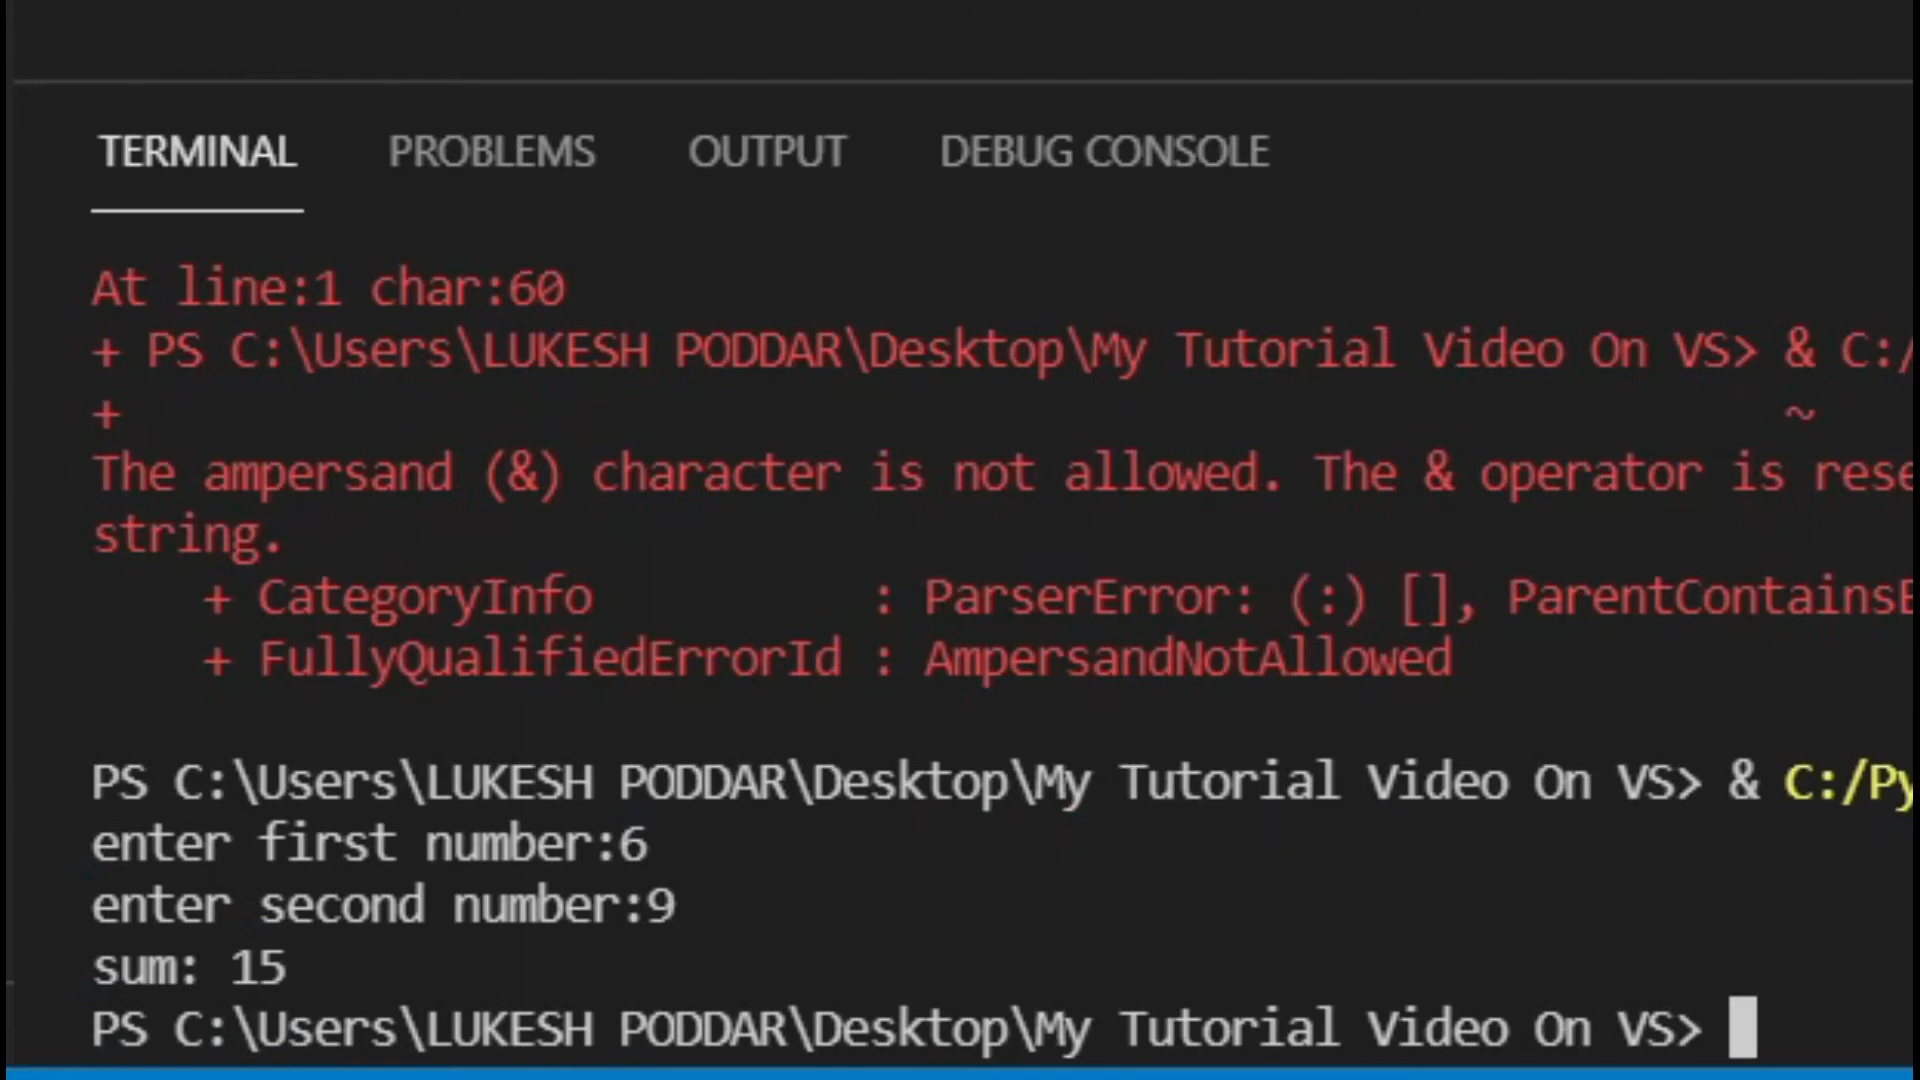 TERMINAL PROBLEMS OUTPUT DEBUG CONSOLE
At line:1 char:60
+ PS C:\Users\LUKESH PODDAR\Desktop\My Tutorial Video On VS> & C:/
+ ~
The ampersand (&) character is not allowed. The & operator is rese
string.
+ CategoryInfo : ParserError: (:) [], ParentContainsE
+ FullyQualifiedErrorId : AmpersandNotAllowed
PS C:\Users\LUKESH PODDAR\Desktop\My Tutorial Video On VS> & C:/Py
enter first number:6
enter second number:9
sum: 15
PS C:\Users\LUKESH PODDAR\Desktop\My Tutorial Video On VS>